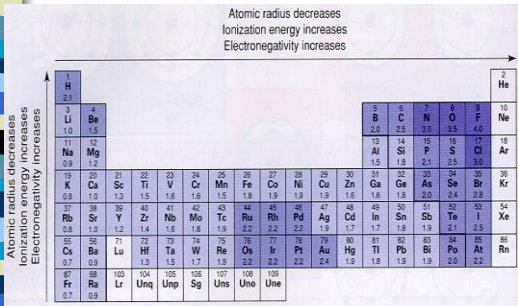 Atomic radius decreases
Ionization energy increases
Electronegativity increases
Atomic radius decreases
Ionization energy increases
Electronegativity increases
1 2
H He
2.1
3 4 5 6 7 8 9 10
Li Be B C N O F Ne
1.0 1.5 2.0 2.5 3.0 3.5 4.0
11 12 13 14 15 16 17 18
Na Mg Al Si P S Cl Ar
0.9 1.2 1.5 1.8 2.1 2.5 3.0
19 20 21 22 23 24 25 26 27 28 29 30 31 32 33 34 35 36
K Ca Sc Ti V Cr Mn Fe Co Ni Cu Zn Ga Ge As Se Br Kr
0.8 1.0 1.3 1.5 1.6 1.6 1.5 1.8 1.9 1.9 1.9 1.6 1.6 1.8 2.0 2.4 2.8
37 38 39 40 41 42 43 44 45 46 47 48 49 50 51 52 53 54
Rb Sr Y Zr Nb Mo Tc Ru Rh Pd Ag Cd In Sn Sb Te I Xe
0.8 1.0 1.2 1.4 1.6 1.8 1.9 2.2 2.2 2.2 1.9 1.7 1.7 1.8 1.9 2.1 2.5
55 56 71 72 73 74 75 76 77 78 79 80 81 82 83 84 85 86
Cs Ba Lu Hf Ta W Re Os Ir Pt Au Hg Tl Pb Bi Po At Rn
0.7 0.9 1.3 1.5 1.7 1.9 2.2 2.2 2.2 2.4 1.9 1.8 1.9 1.9 2.0 2.2
87 88 103 104 105 106 107 108 109
Fr Ra Lr Unq Unp Sg Uns Uno Une
0.7 0.9